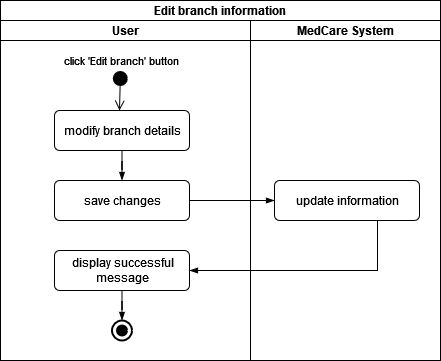 Edit branch information
User
MedCare System
click 'Edit branch' button
modify branch details
save changes
update information
display successful
message